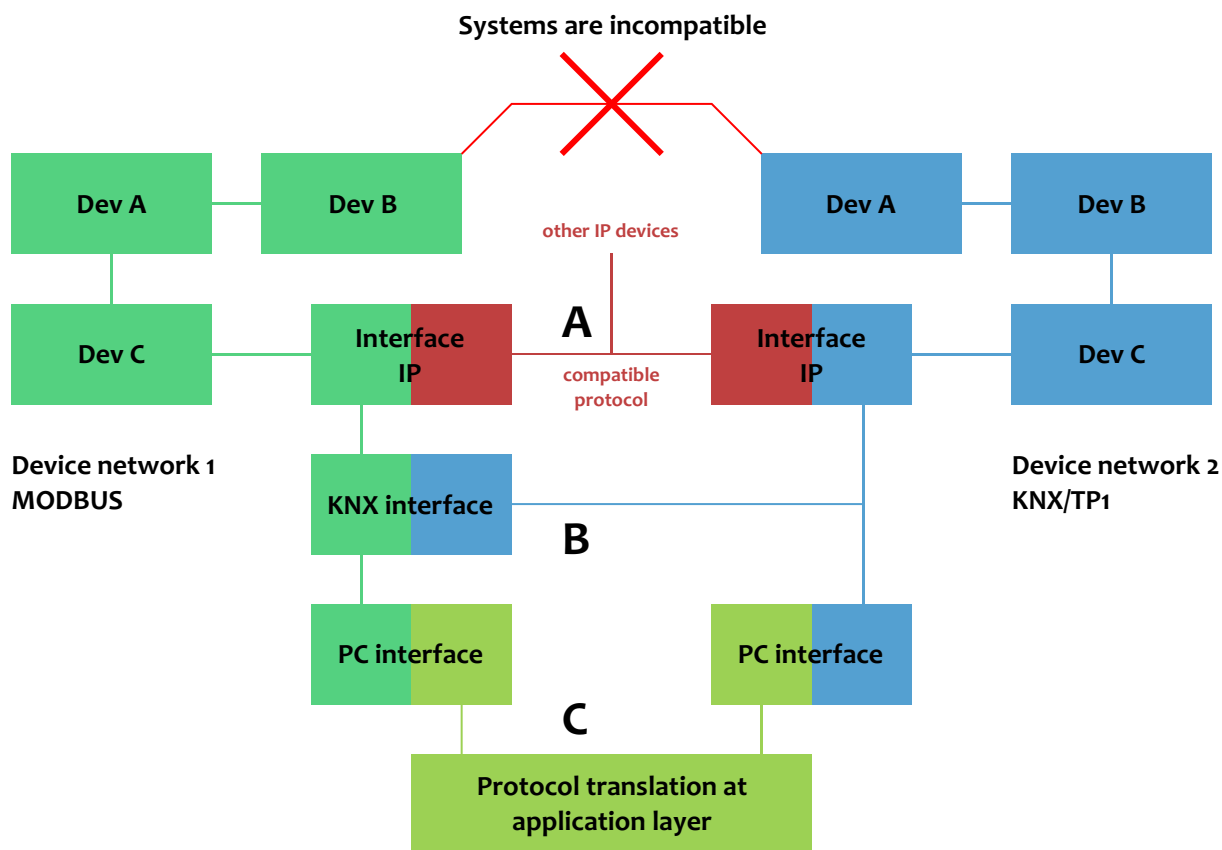 Systems are incompatible
Dev A
Dev B
Dev A
Dev B
other IP devices
Dev C
Interface
IP
A
compatible
protocol
Interface
IP
Dev C
Device network 1
MODBUS
Device network 2
KNX/TP1
KNX interface
B
PC interface
PC interface
C
Protocol translation at
application layer